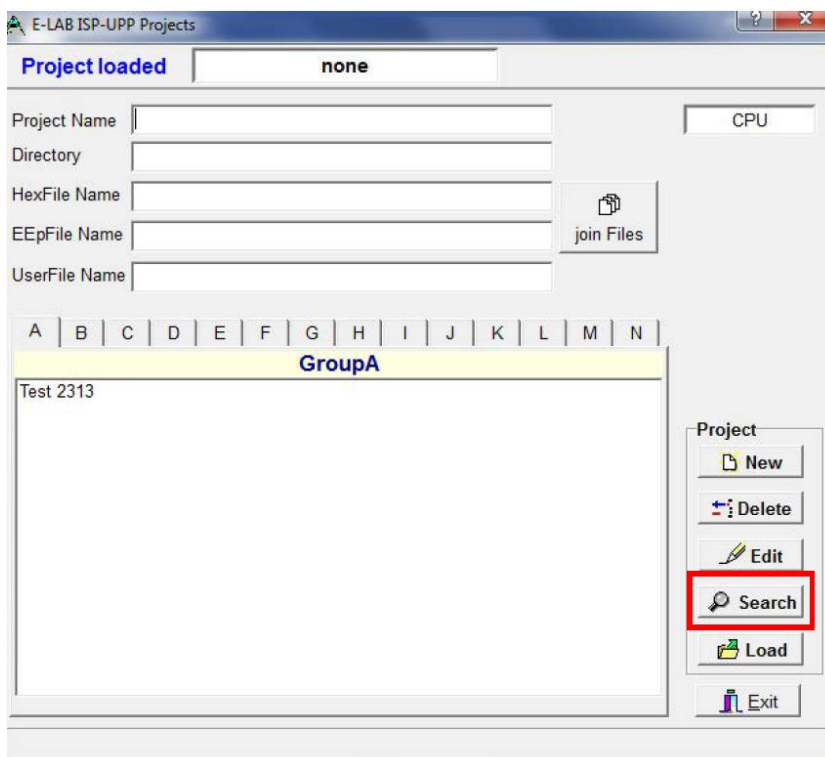 E-LAB ISP-UPP Projects
Project loaded none
Project Name CPU
Directory
HexFile Name
EEpFile Name join Files
UserFile Name
A B C D E F G H I J K L M N
GroupA
Test 2313
Project
New
Delete
Edit
Search
Load
Exit